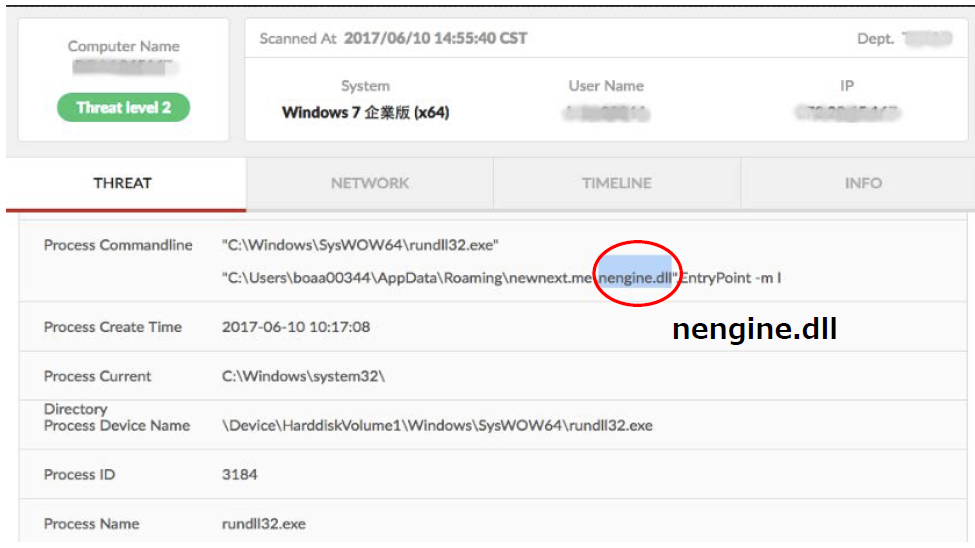 Computer Name
Threat level 2
Scanned At 2017/06/10 14:55:40 CST
Dept.
System
User Name
IP
Windows 7 企業版 (x64)
THREAT
NETWORK
TIMELINE
INFO
Process Commandline
"C:\Windows\SysWOW64\rundll32.exe"
"C:\Users\boaa00344\AppData\Roaming\newnext.me\nengine.dll",EntryPoint -m l
nengine.dll
Process Create Time
2017-06-10 10:17:08
Process Current
Directory
C:\Windows\system32\
Process Device Name
\Device\HarddiskVolume1\Windows\SysWOW64\rundll32.exe
Process ID
3184
Process Name
rundll32.exe